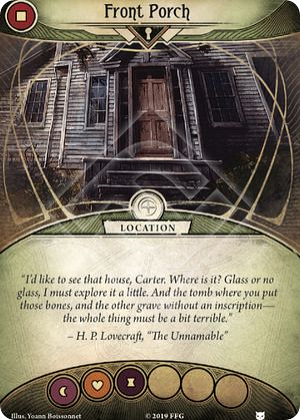 Front Porch
LOCATION
“I’d like to see that house, Carter. Where is it? Glass or no
glass, I must explore it a little. And the tomb where you put
those bones, and the other grave without an inscription—
the whole thing must be a bit terrible.”
– H. P. Lovecraft, “The Unnamable”
Illus. Yoann Boissonnet
© 2019 FFG